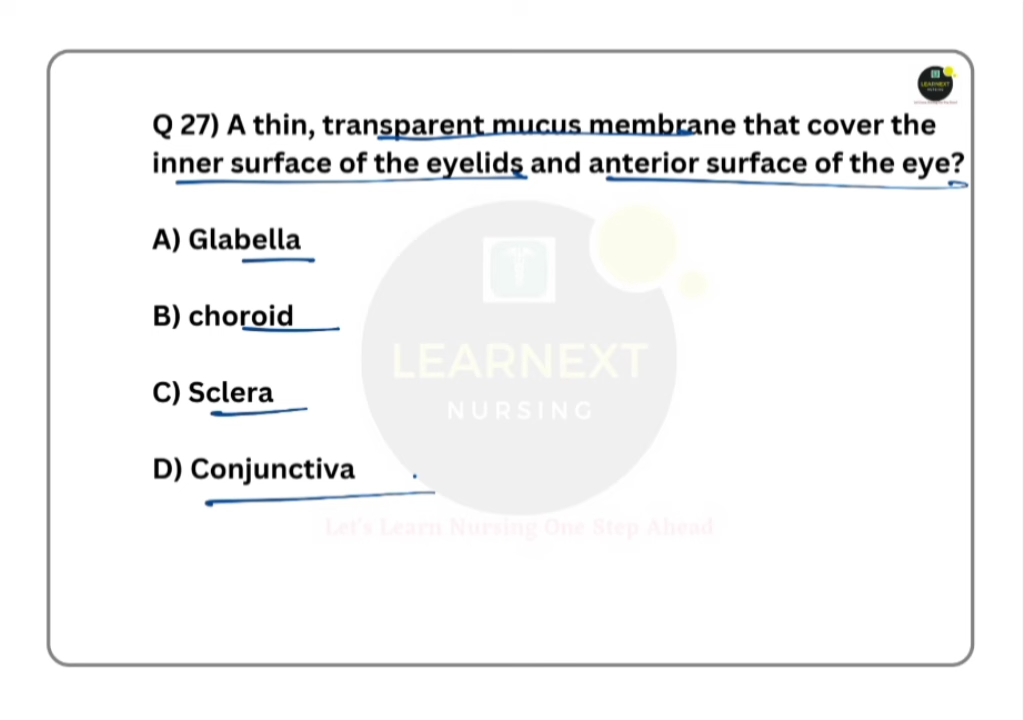 Q 27) A thin, transparent mucus membrane that cover the
inner surface of the eyelids and anterior surface of the eye?
A) Glabella
B) choroid
LEARNEXT
C) Sclera
NURSING
D) Conjunctiva
Let's Learn Nursing One Step Ahead